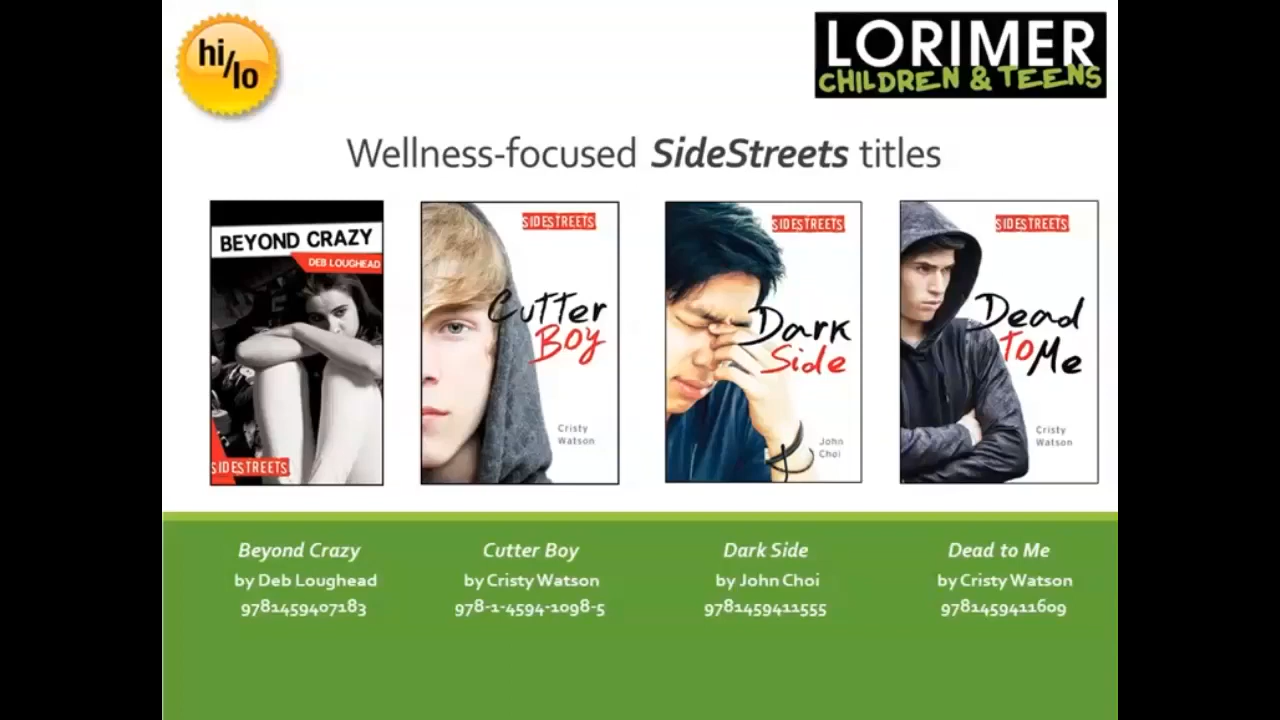 hi/lo
LORIMER
CHILDREN & TEENS
Wellness-focused SideStreets titles
BEYOND CRAZY
DEB LOUGHEAD
SIDESTREETS
SIDESTREETS
Cutter
Boy
Cristy
Watson
SIDESTREETS
Dark
Side
John
Choi
SIDESTREETS
Dead
to Me
Cristy
Watson
Beyond Crazy
by Deb Loughead
9781459407183
Cutter Boy
by Cristy Watson
978-1-4594-1098-5
Dark Side
by John Choi
9781459411555
Dead to Me
by Cristy Watson
9781459411609